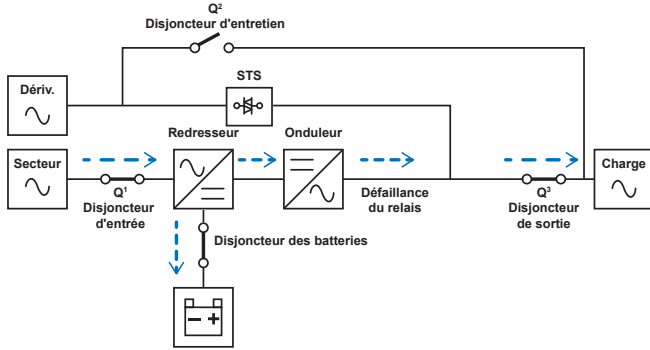 Q²
Disjoncteur d'entretien
Dériv.
STS
Secteur
Redresseur
Onduleur
Charge
Q¹
Disjoncteur
d'entrée
Défaillance
du relais
Q³
Disjoncteur
de sortie
Disjoncteur des batteries